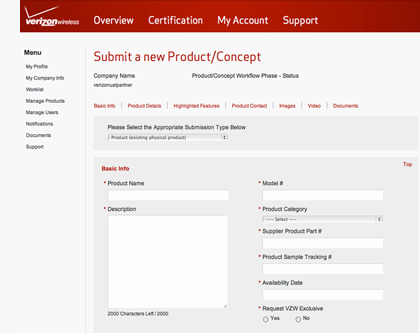 verizonwireless
Overview Certification My Account Support
Menu
My Profile
My Company Info
Worklist
Manage Products
Manage Users
Notifications
Documents
Support
Submit a new Product/Concept
Company Name Product/Concept Workflow Phase - Status
verizonuatpartner
Basic Info | Product Details | Highlighted Features | Product Contact | Images | Video | Documents
Please Select the Appropriate Submission Type Below
Product (existing physical product)
Top
Basic Info
* Product Name
* Description
2000 Characters Left / 2000
* Model #
* Product Category
--- Select ---
* Supplier Product Part #
* Product Sample Tracking #
* Availability Date
* Request VZW Exclusive
Yes No